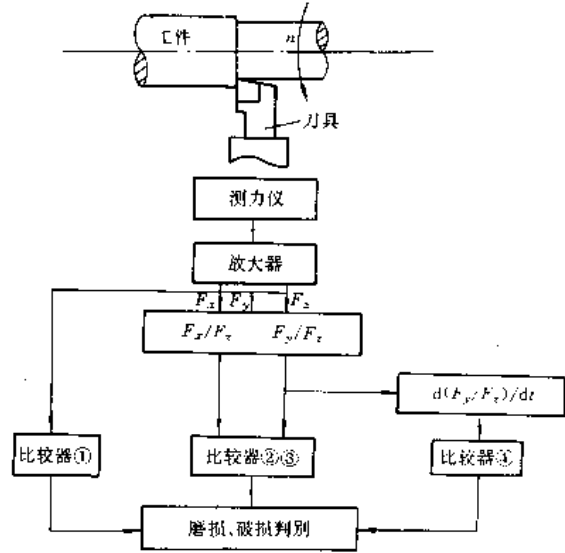 工件
n
刀具
测力仪
放大器
Fx Fy Fz
Fx/Fz Fy/Fz
d(Fy/Fz)/dt
比较器① 比较器②③ 比较器④
磨损、破损判别